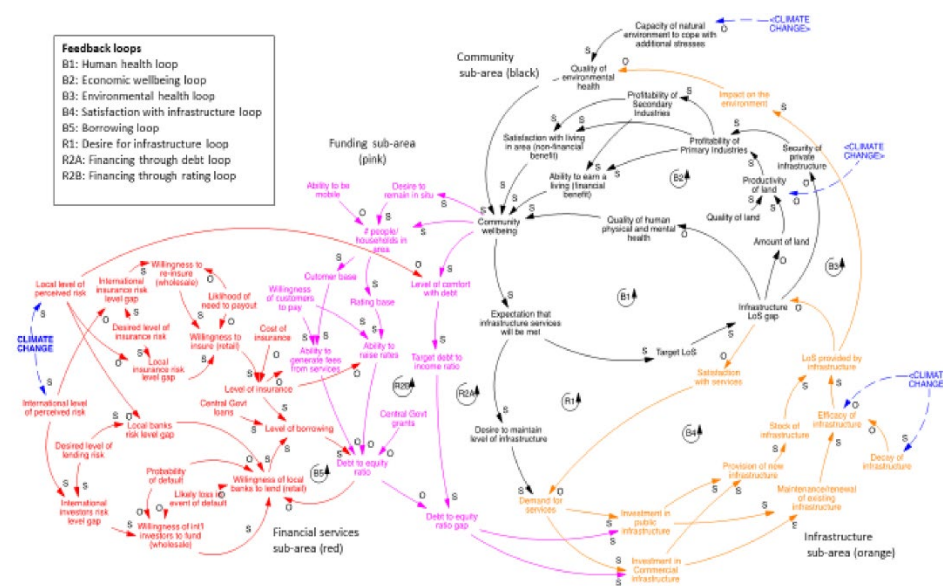 Feedback loops
B1: Human health loop
B2: Economic wellbeing loop
B3: Environmental health loop
B4: Satisfaction with infrastructure loop
B5: Borrowing loop
R1: Desire for infrastructure loop
R2A: Financing through debt loop
R2B: Financing through rating loop
Community
sub-area (black)
Capacity of natural
environment to cope with
additional stresses
<CLIMATE
CHANGE>
Quality of
environmental
health
Impact on the
environment
Profitability of
Secondary
Industries
Satisfaction with living
in area (non-financial
benefit)
Profitability of
Primary Industries
Security of
private
infrastructure
<CLIMATE
CHANGE>
Ability to earn a
living (financial
benefit)
B2
Productivity
of land
Quality of land
Quality of human
physical and mental
health
Amount of land
B3
Community
wellbeing
Funding sub-area
(pink)
Ability to be
mobile
Desire to
remain in situ
# people/
households in
area
Cutomer base
Willingness
of customers
to pay
Rating base
Level of comfort
with debt
Ability to
generate fees
from services
Ability to
raise rates
Target debt to
income ratio
R2B
R2A
Central Govt
grants
Debt to equity
ratio
Debt to equity
ratio gap
B1
Infrastructure
LoS gap
Expectation that
infrastructure services
will be met
Target LoS
R1
Desire to maintain
level of infrastructure
Satisfaction
with services
LoS provided by
infrastructure
<CLIMATE
CHANGE>
B4
Stock of
infrastructure
Efficacy of
infrastructure
Decay of
infrastructure
Provision of new
infrastructure
Maintenance/renewal
of existing
infrastructure
Demand for
services
Investment in
public
infrastructure
Investment in
Commercial
infrastructure
Infrastructure
sub-area (orange)
Local level of
perceived risk
International
insurance risk
level gap
Willingness to
re-insure
(wholesale)
Liklihood of
need to payout
CLIMATE
CHANGE
Desired level of
insurance risk
Local
insurance risk
level gap
Willingness to
insure (retail)
Cost of
insurance
Level of insurance
International level
of perceived risk
Central Govt
loans
Level of borrowing
Local banks
risk level gap
Desired level of
lending risk
Probability
of default
Likely loss in
event of default
Willingness of local
banks to lend (retail)
B5
International
investors risk
level gap
Willingness of int'l
investors to fund
(wholesale)
Financial services
sub-area (red)